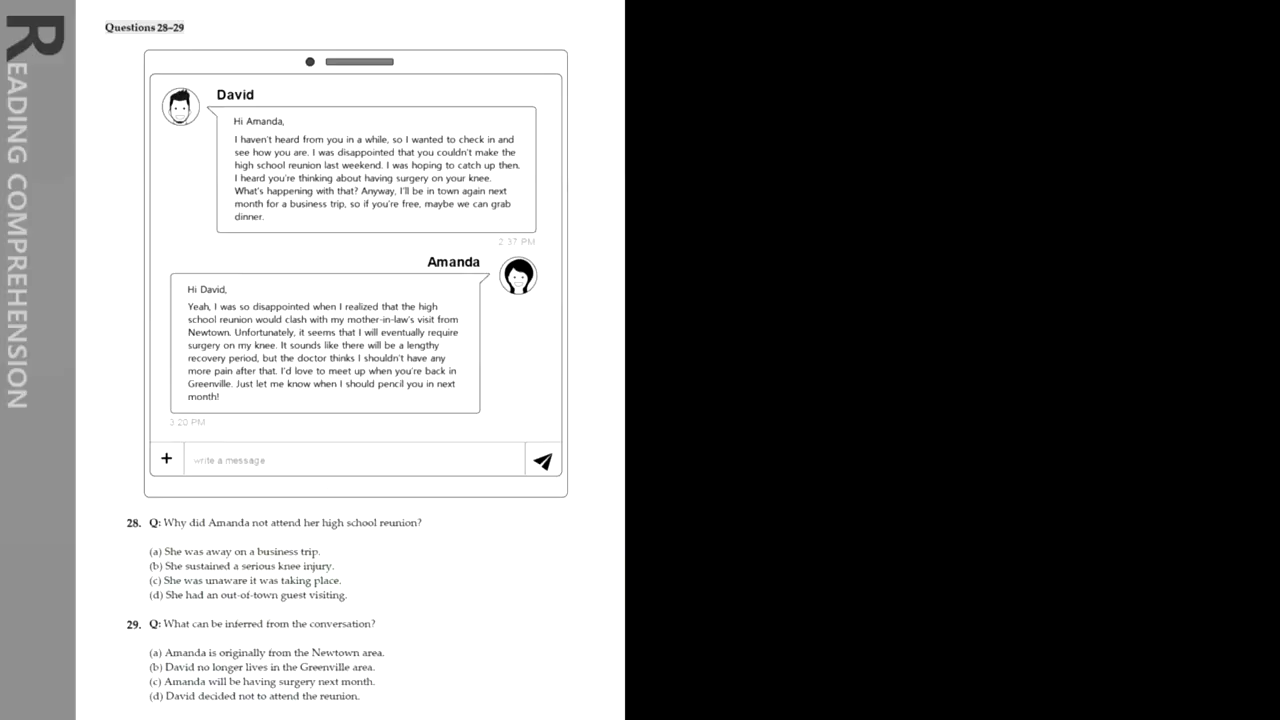 READING COMPREHENSION
Questions 28–29
David
Hi Amanda,
I haven't heard from you in a while, so I wanted to check in and
see how you are. I was disappointed that you couldn't make the
high school reunion last weekend. I was hoping to catch up then.
I heard you're thinking about having surgery on your knee.
What's happening with that? Anyway, I'll be in town again next
month for a business trip, so if you're free, maybe we can grab
dinner.
2:37 PM
Amanda
Hi David,
Yeah, I was so disappointed when I realized that the high
school reunion would clash with my mother-in-law's visit from
Newtown. Unfortunately, it seems that I will eventually require
surgery on my knee. It sounds like there will be a lengthy
recovery period, but the doctor thinks I shouldn't have any
more pain after that. I'd love to meet up when you're back in
Greenville. Just let me know when I should pencil you in next
month!
3:20 PM
+ write a message
28. Q: Why did Amanda not attend her high school reunion?
(a) She was away on a business trip.
(b) She sustained a serious knee injury.
(c) She was unaware it was taking place.
(d) She had an out-of-town guest visiting.
29. Q: What can be inferred from the conversation?
(a) Amanda is originally from the Newtown area.
(b) David no longer lives in the Greenville area.
(c) Amanda will be having surgery next month.
(d) David decided not to attend the reunion.